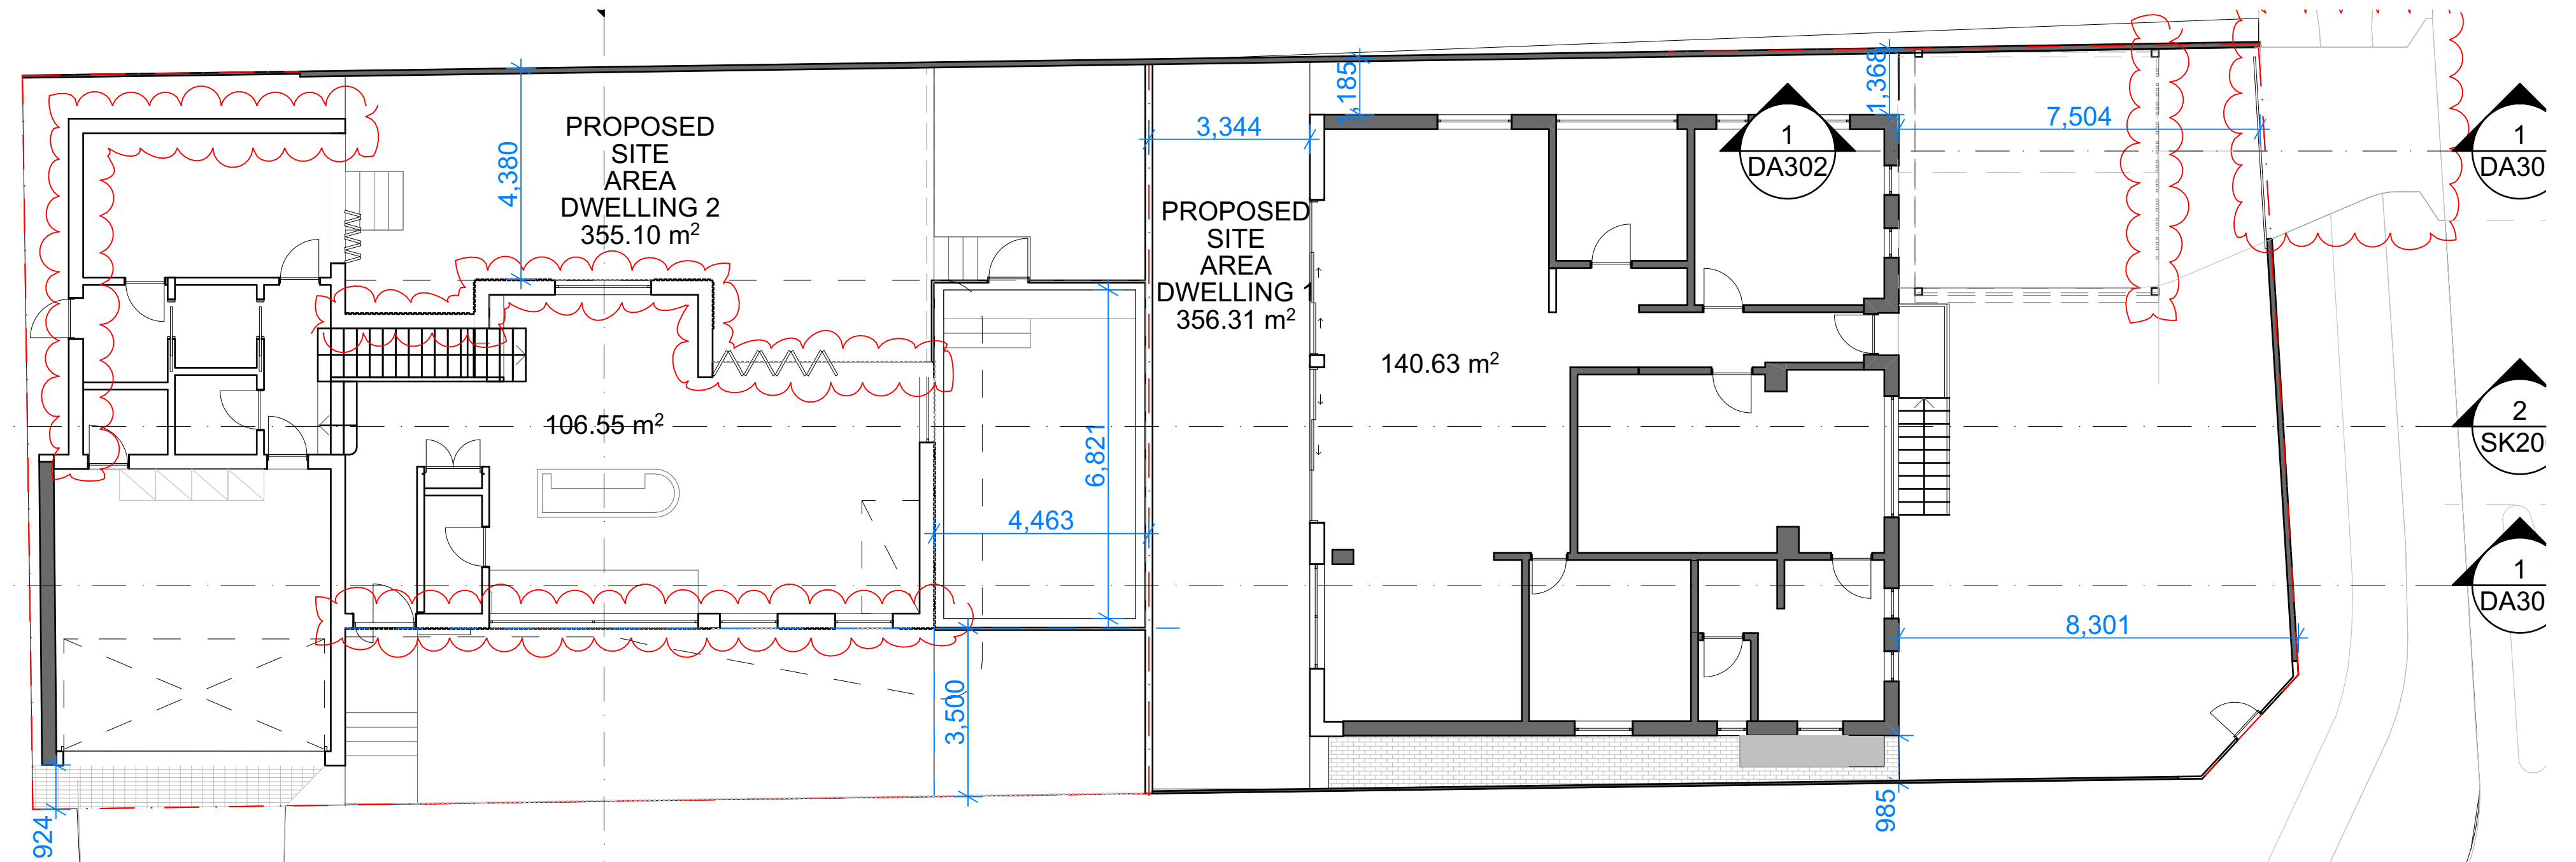 PROPOSED
SITE
AREA
DWELLING 2
355.10 m²
4,380
106.55 m²
6,821
4,463
3,500
924
PROPOSED
SITE
AREA
DWELLING 1
356.31 m²
3,344
1,185
140.63 m²
1
DA302
1,368
7,504
8,301
985
1
DA30
2
SK20
1
DA30